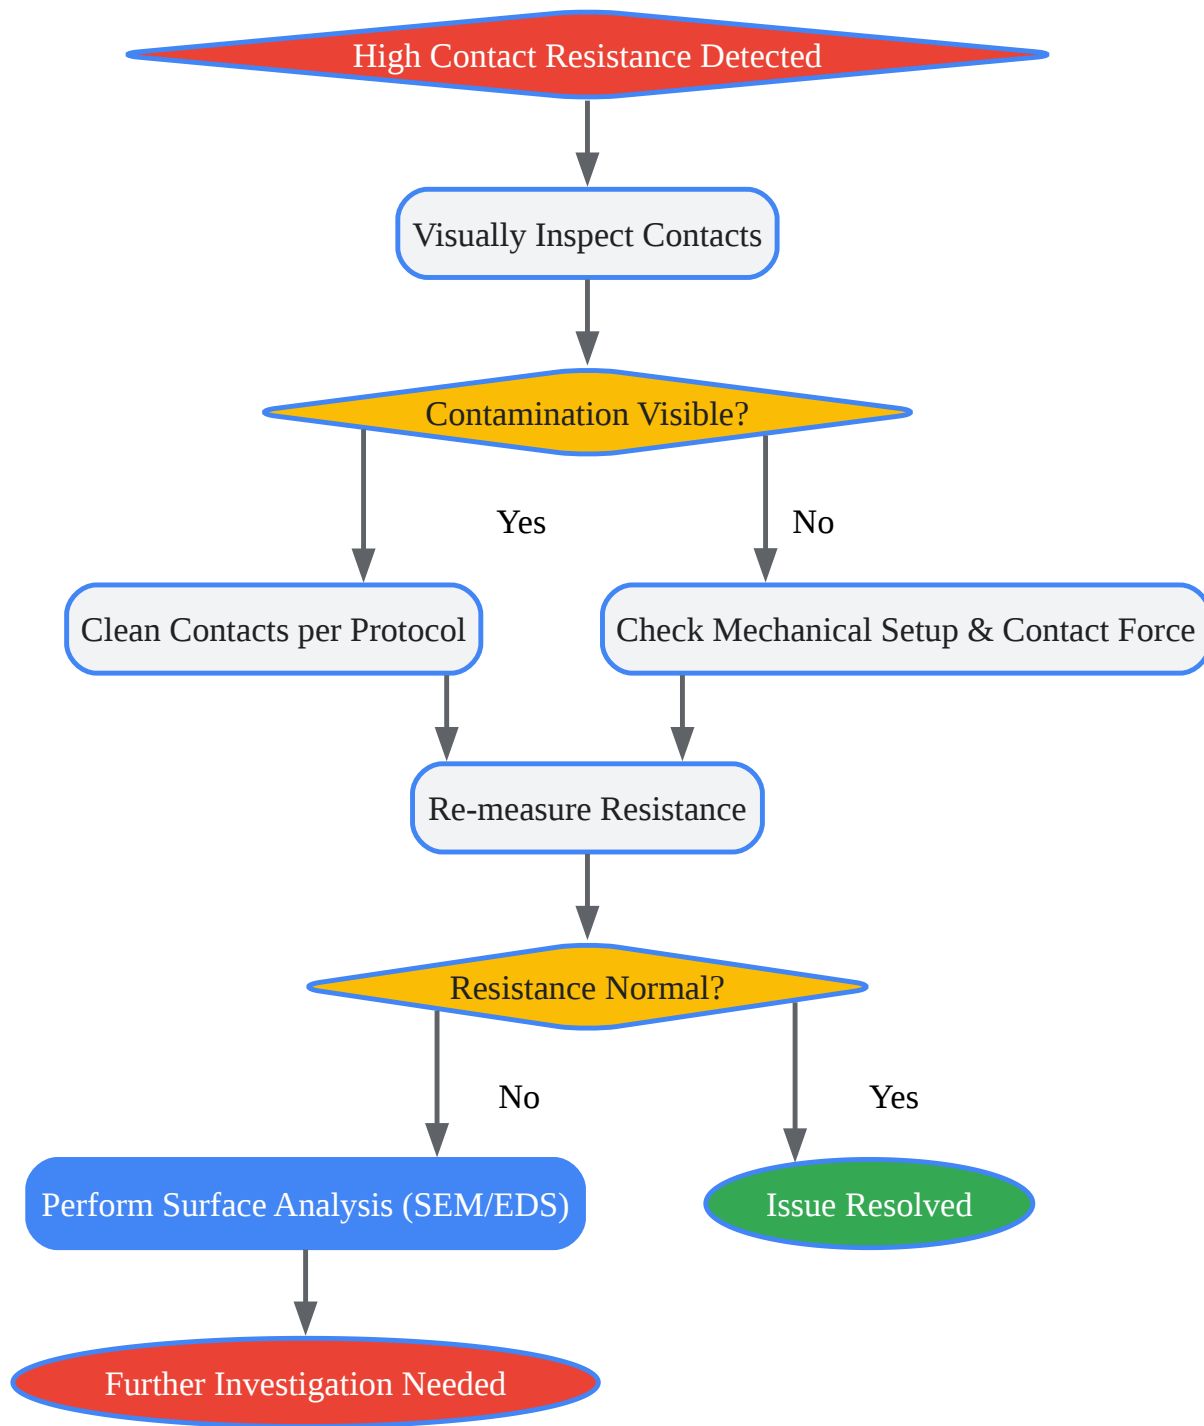 High Contact Resistance Detected
Visually Inspect Contacts
Contamination Visible?
Yes
No
Clean Contacts per Protocol
Check Mechanical Setup & Contact Force
Re-measure Resistance
Resistance Normal?
No
Yes
Perform Surface Analysis (SEM/EDS)
Issue Resolved
Further Investigation Needed